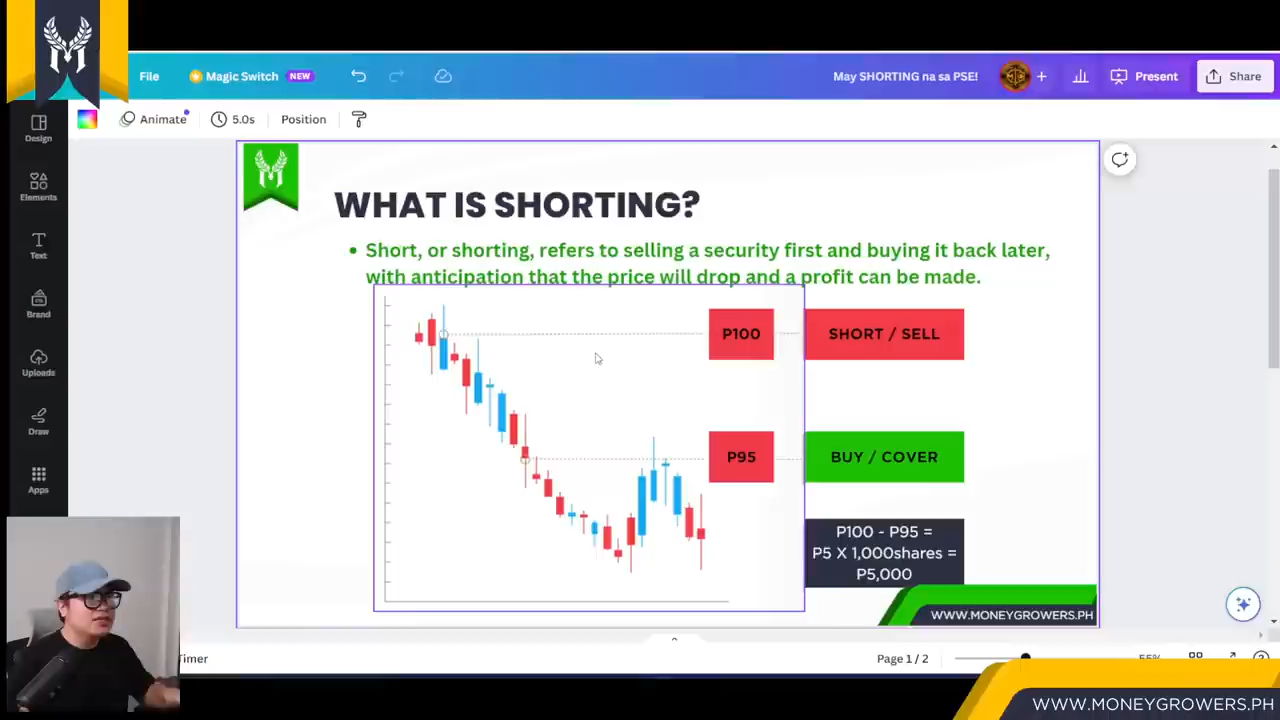 File
Magic Switch NEW
May SHORTING na sa PSE!
Present
Share
Animate
5.0s
Position
Design
Elements
Text
Brand
Uploads
Draw
Apps
WHAT IS SHORTING?
• Short, or shorting, refers to selling a security first and buying it back later,
with anticipation that the price will drop and a profit can be made.
P100 SHORT / SELL
P95 BUY / COVER
P100 - P95 =
P5 X 1,000shares =
P5,000
WWW.MONEYGROWERS.PH
Timer
Page 1 / 2
55%
WWW.MONEYGROWERS.PH